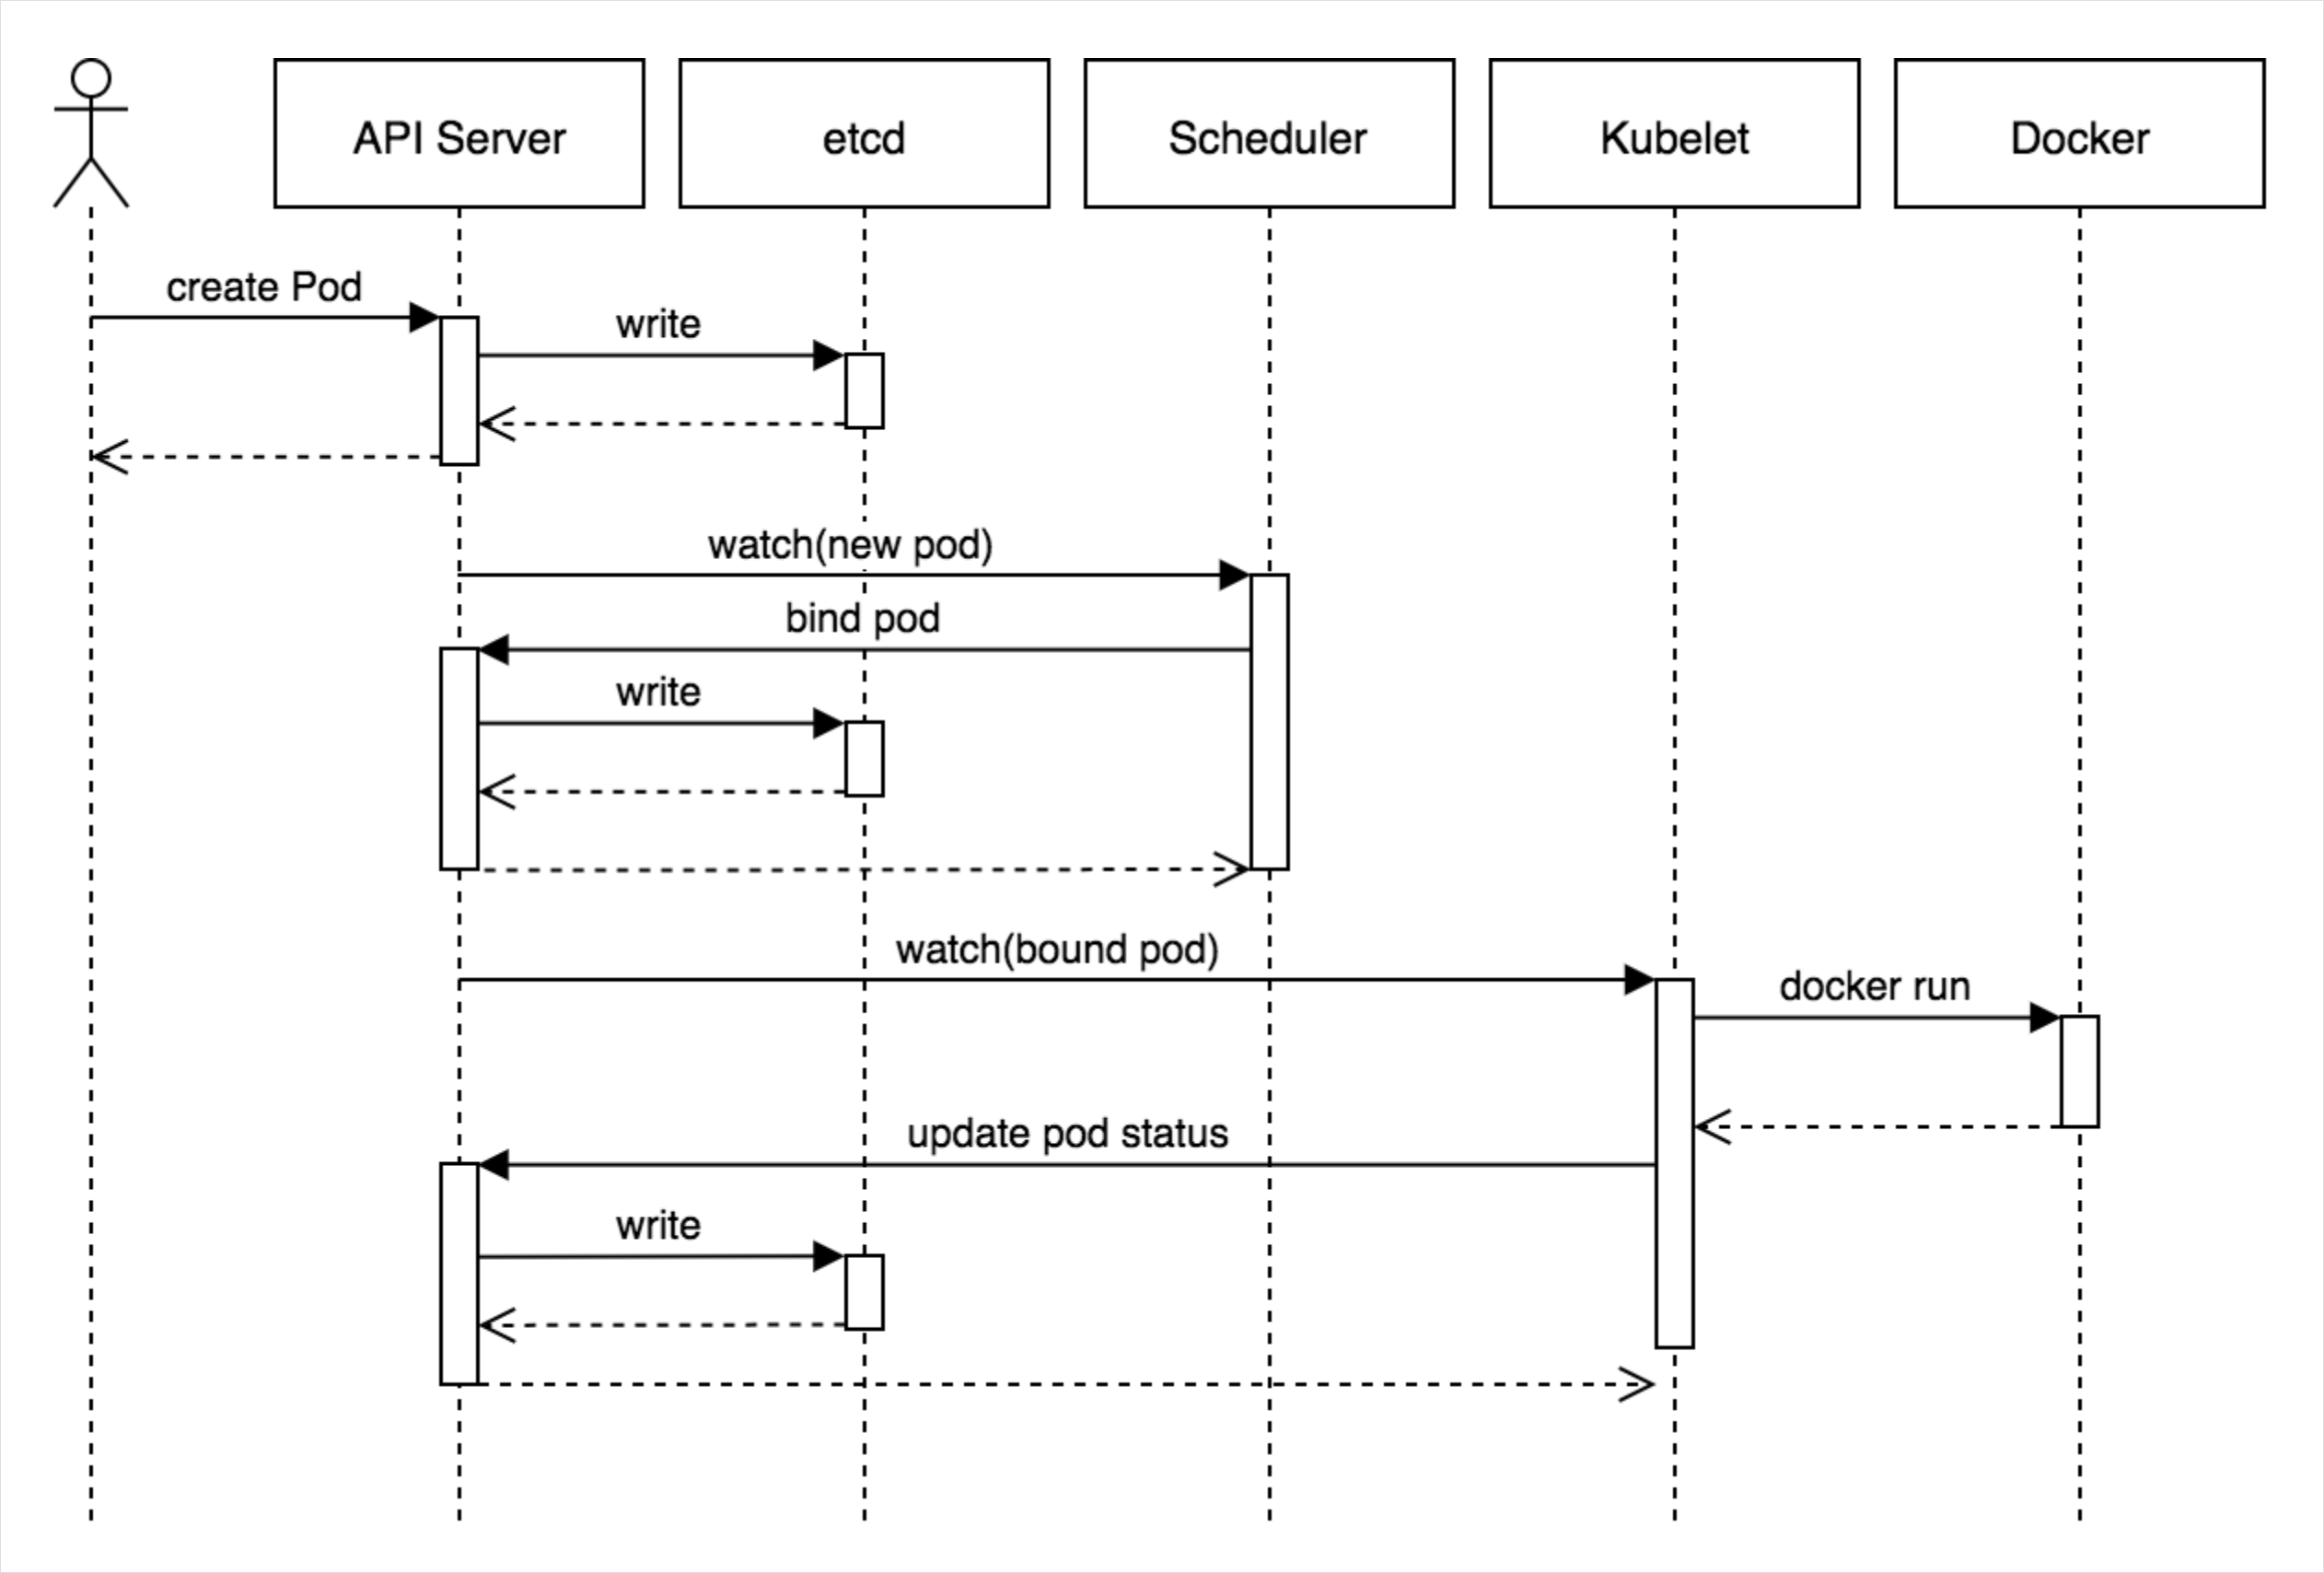 API Server
etcd
Scheduler
Kubelet
Docker
create Pod
write
watch(new pod)
bind pod
write
watch(bound pod)
docker run
update pod status
write